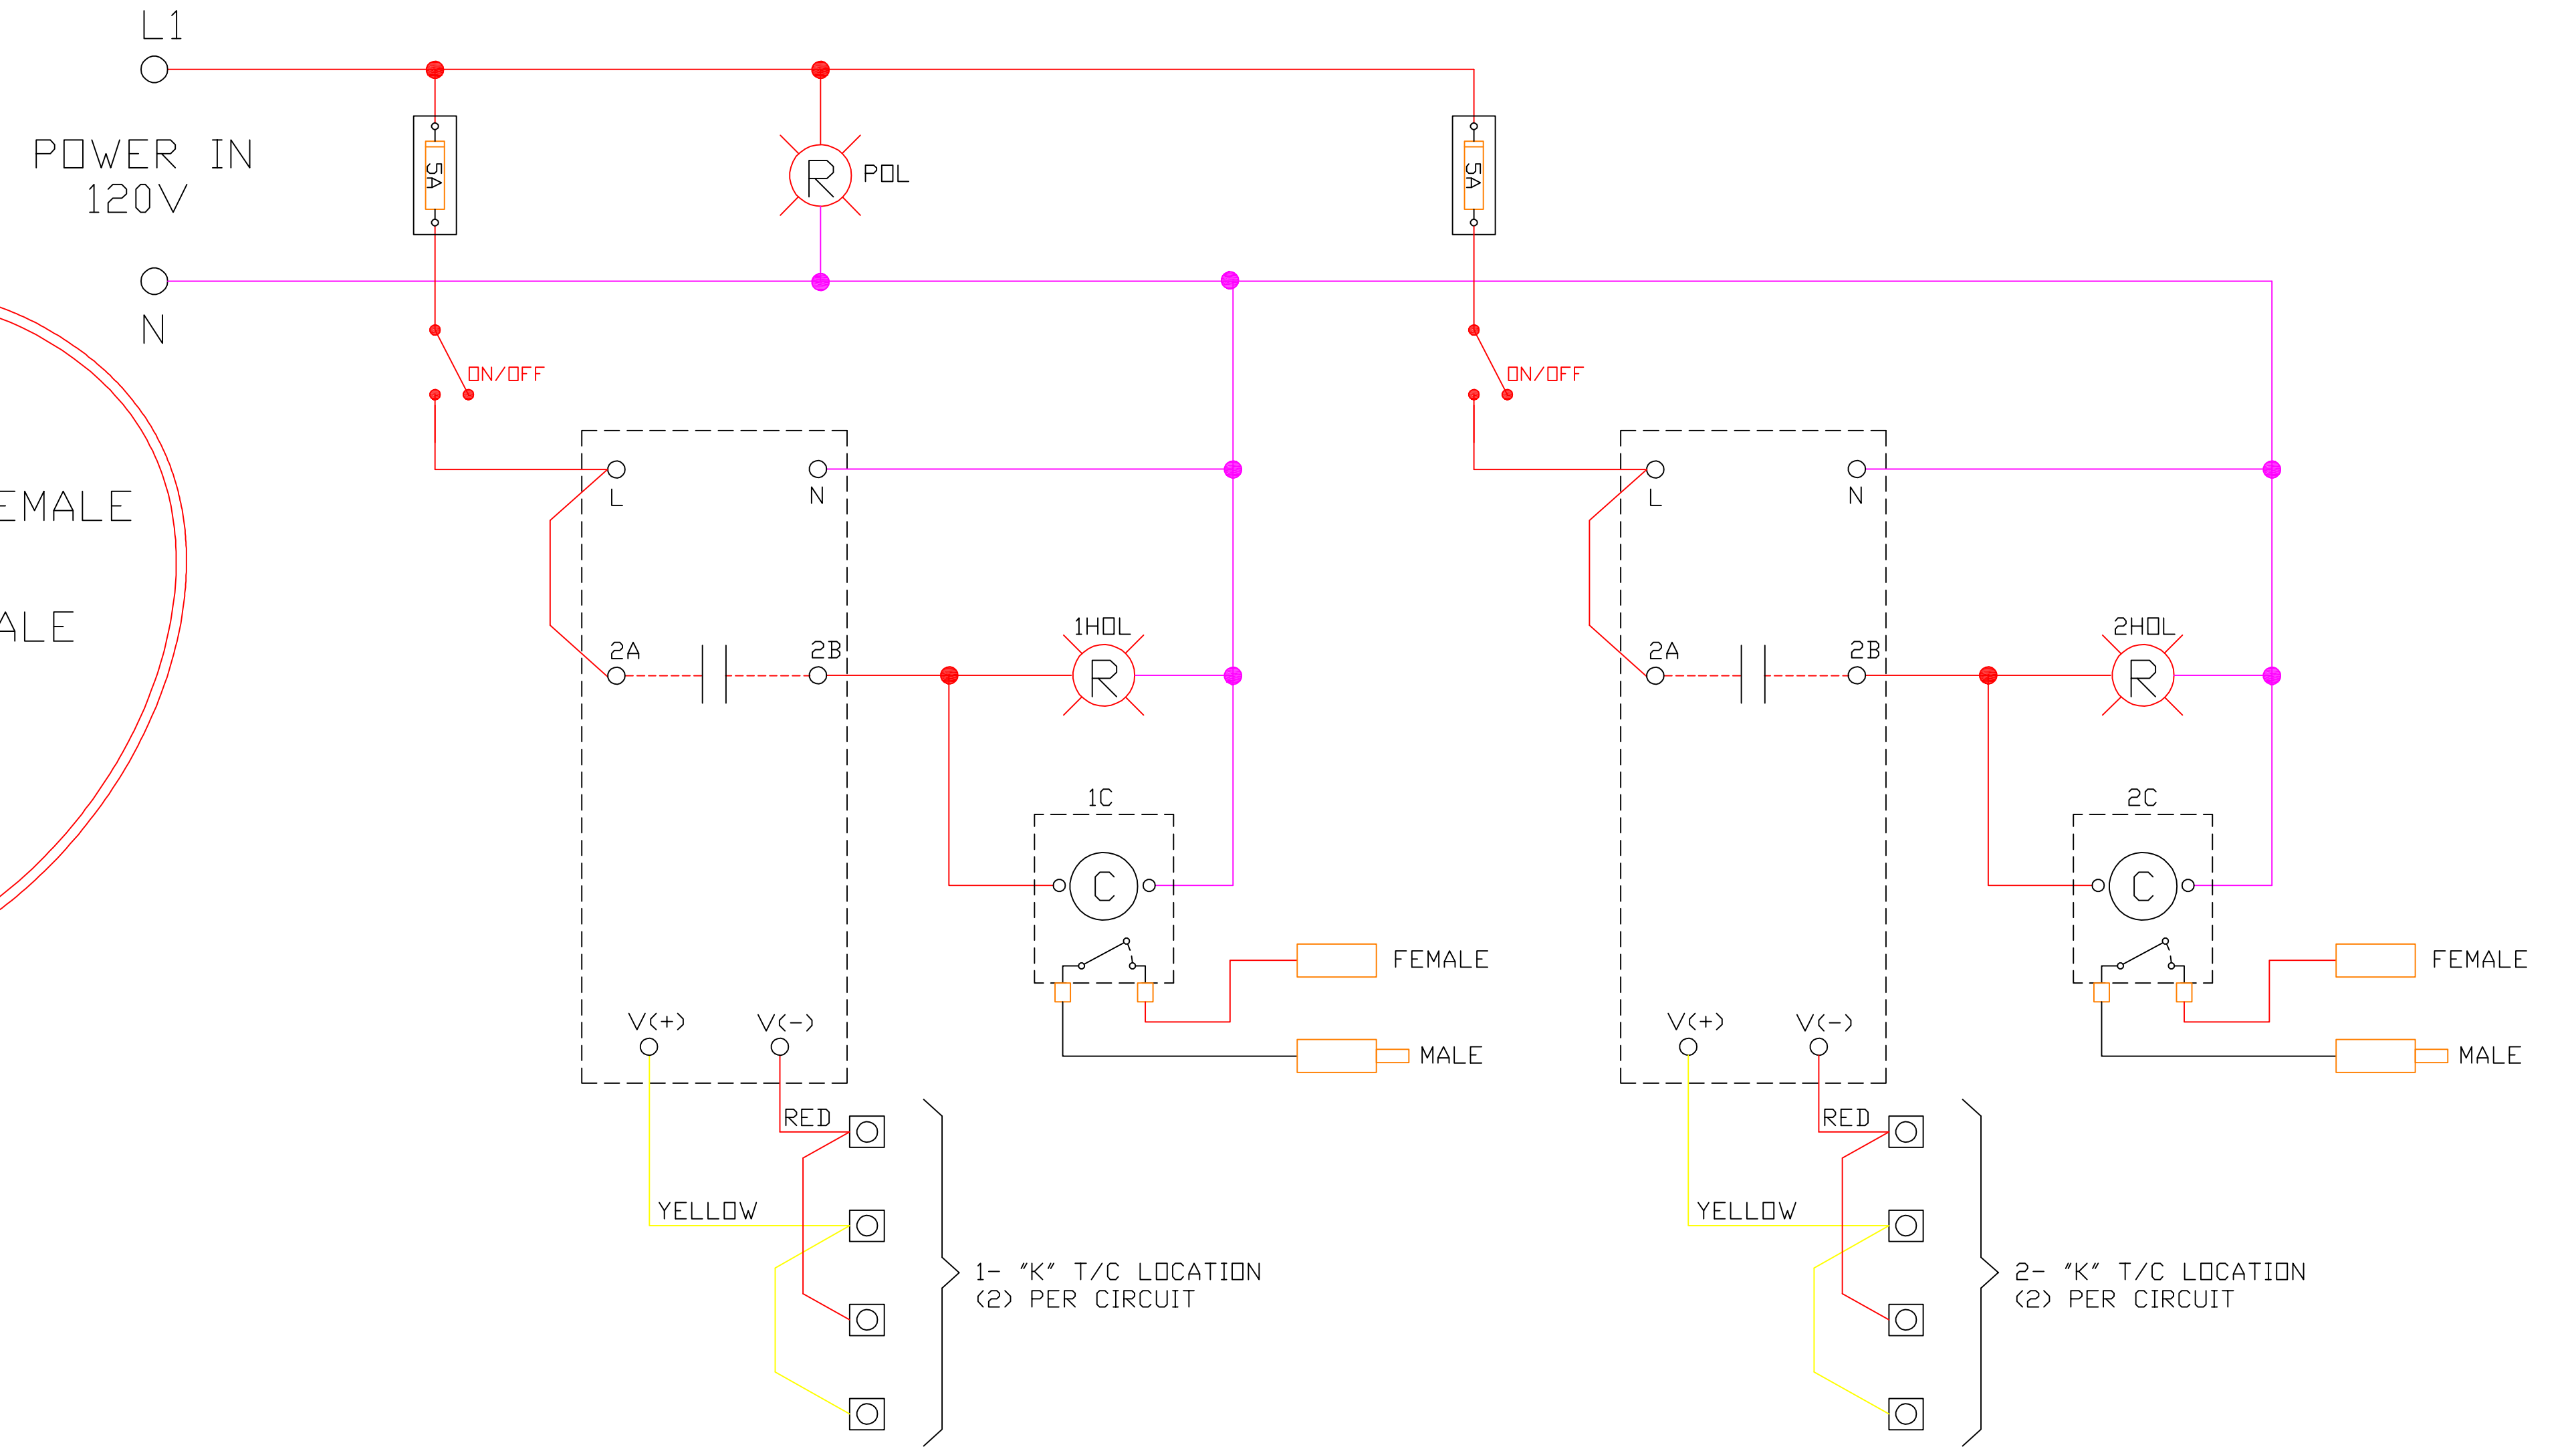 L1
POWER IN
120V
N
5A
R
POL
5A
ON/OFF
ON/OFF
EMALE
ALE
L
N
2A
2B
1HOL
R
1C
C
FEMALE
MALE
V(+)
V(-)
RED
YELLOW
1- "K" T/C LOCATION
(2) PER CIRCUIT
L
N
2A
2B
2HOL
R
2C
C
FEMALE
MALE
V(+)
V(-)
RED
YELLOW
2- "K" T/C LOCATION
(2) PER CIRCUIT